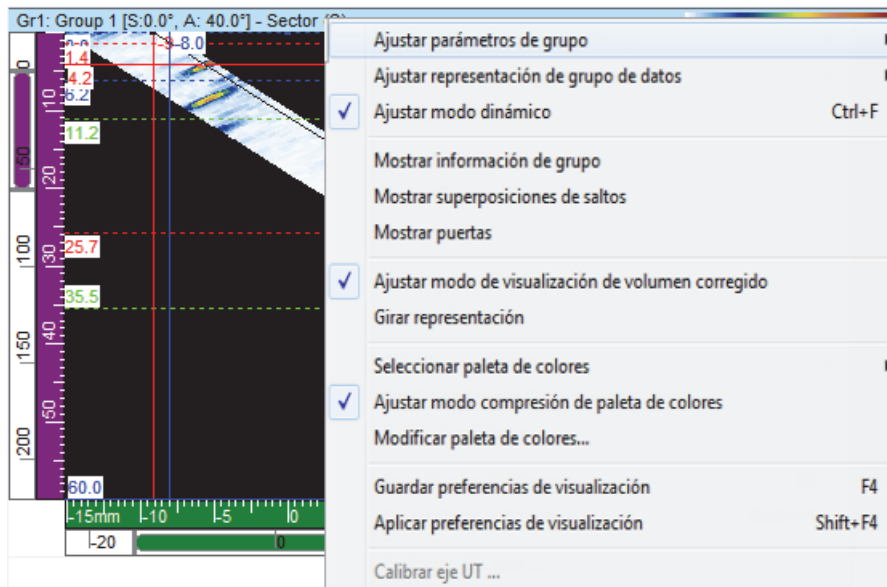 Gr1: Group 1 [S:0.0°, A: 40.0°] - Sector
-8.0
1.4
4.2
6.2
11.2
25.7
35.5
60.0
0
50
100
150
200
0
10
20
30
40
50
-15mm
-10
-5
0
-20
0
Ajustar parámetros de grupo
Ajustar representación de grupo de datos
Ajustar modo dinámico Ctrl+F
Mostrar información de grupo
Mostrar superposiciones de saltos
Mostrar puertas
Ajustar modo de visualización de volumen corregido
Girar representación
Seleccionar paleta de colores
Ajustar modo compresión de paleta de colores
Modificar paleta de colores...
Guardar preferencias de visualización F4
Aplicar preferencias de visualización Shift+F4
Calibrar eje UT ...